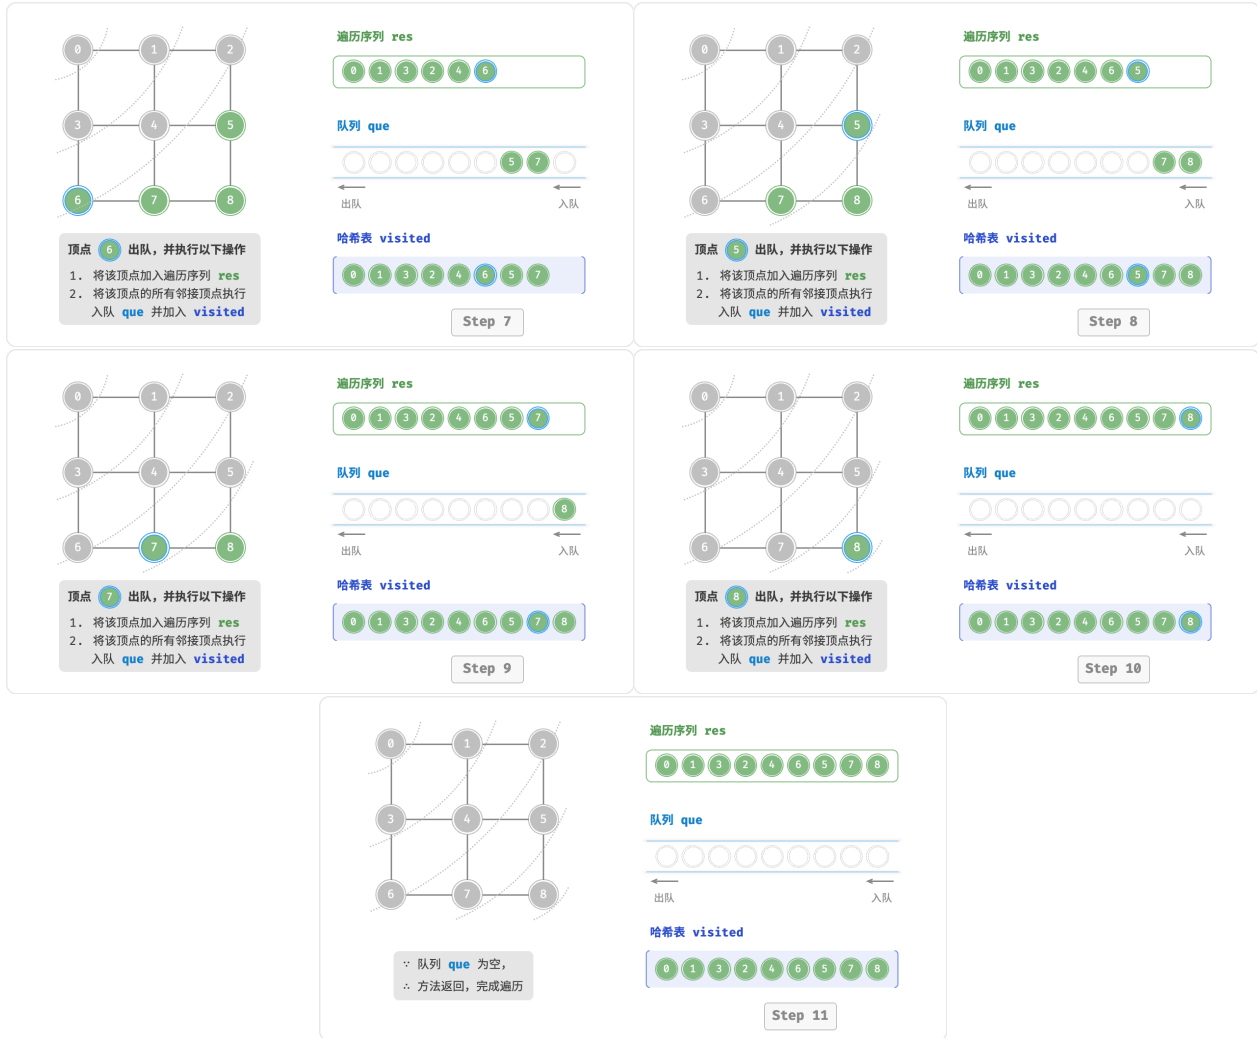 0 1 2
3 4 5
6 7 8
顶点 6 出队，并执行以下操作
1. 将该顶点加入遍历序列 res
2. 将该顶点的所有邻接顶点执行
入队 que 并加入 visited
遍历序列 res
0 1 3 2 4 6
队列 que
5 7
出队 入队
哈希表 visited
0 1 3 2 4 6 5 7
Step 7
0 1 2
3 4 5
6 7 8
顶点 5 出队，并执行以下操作
1. 将该顶点加入遍历序列 res
2. 将该顶点的所有邻接顶点执行
入队 que 并加入 visited
遍历序列 res
0 1 3 2 4 6 5
队列 que
7 8
出队 入队
哈希表 visited
0 1 3 2 4 6 5 7 8
Step 8
0 1 2
3 4 5
6 7 8
顶点 7 出队，并执行以下操作
1. 将该顶点加入遍历序列 res
2. 将该顶点的所有邻接顶点执行
入队 que 并加入 visited
遍历序列 res
0 1 3 2 4 6 5 7
队列 que
8
出队 入队
哈希表 visited
0 1 3 2 4 6 5 7 8
Step 9
0 1 2
3 4 5
6 7 8
顶点 8 出队，并执行以下操作
1. 将该顶点加入遍历序列 res
2. 将该顶点的所有邻接顶点执行
入队 que 并加入 visited
遍历序列 res
0 1 3 2 4 6 5 7 8
队列 que
出队 入队
哈希表 visited
0 1 3 2 4 6 5 7 8
Step 10
0 1 2
3 4 5
6 7 8
∵ 队列 que 为空，
∴ 方法返回，完成遍历
遍历序列 res
0 1 3 2 4 6 5 7 8
队列 que
出队 入队
哈希表 visited
0 1 3 2 4 6 5 7 8
Step 11